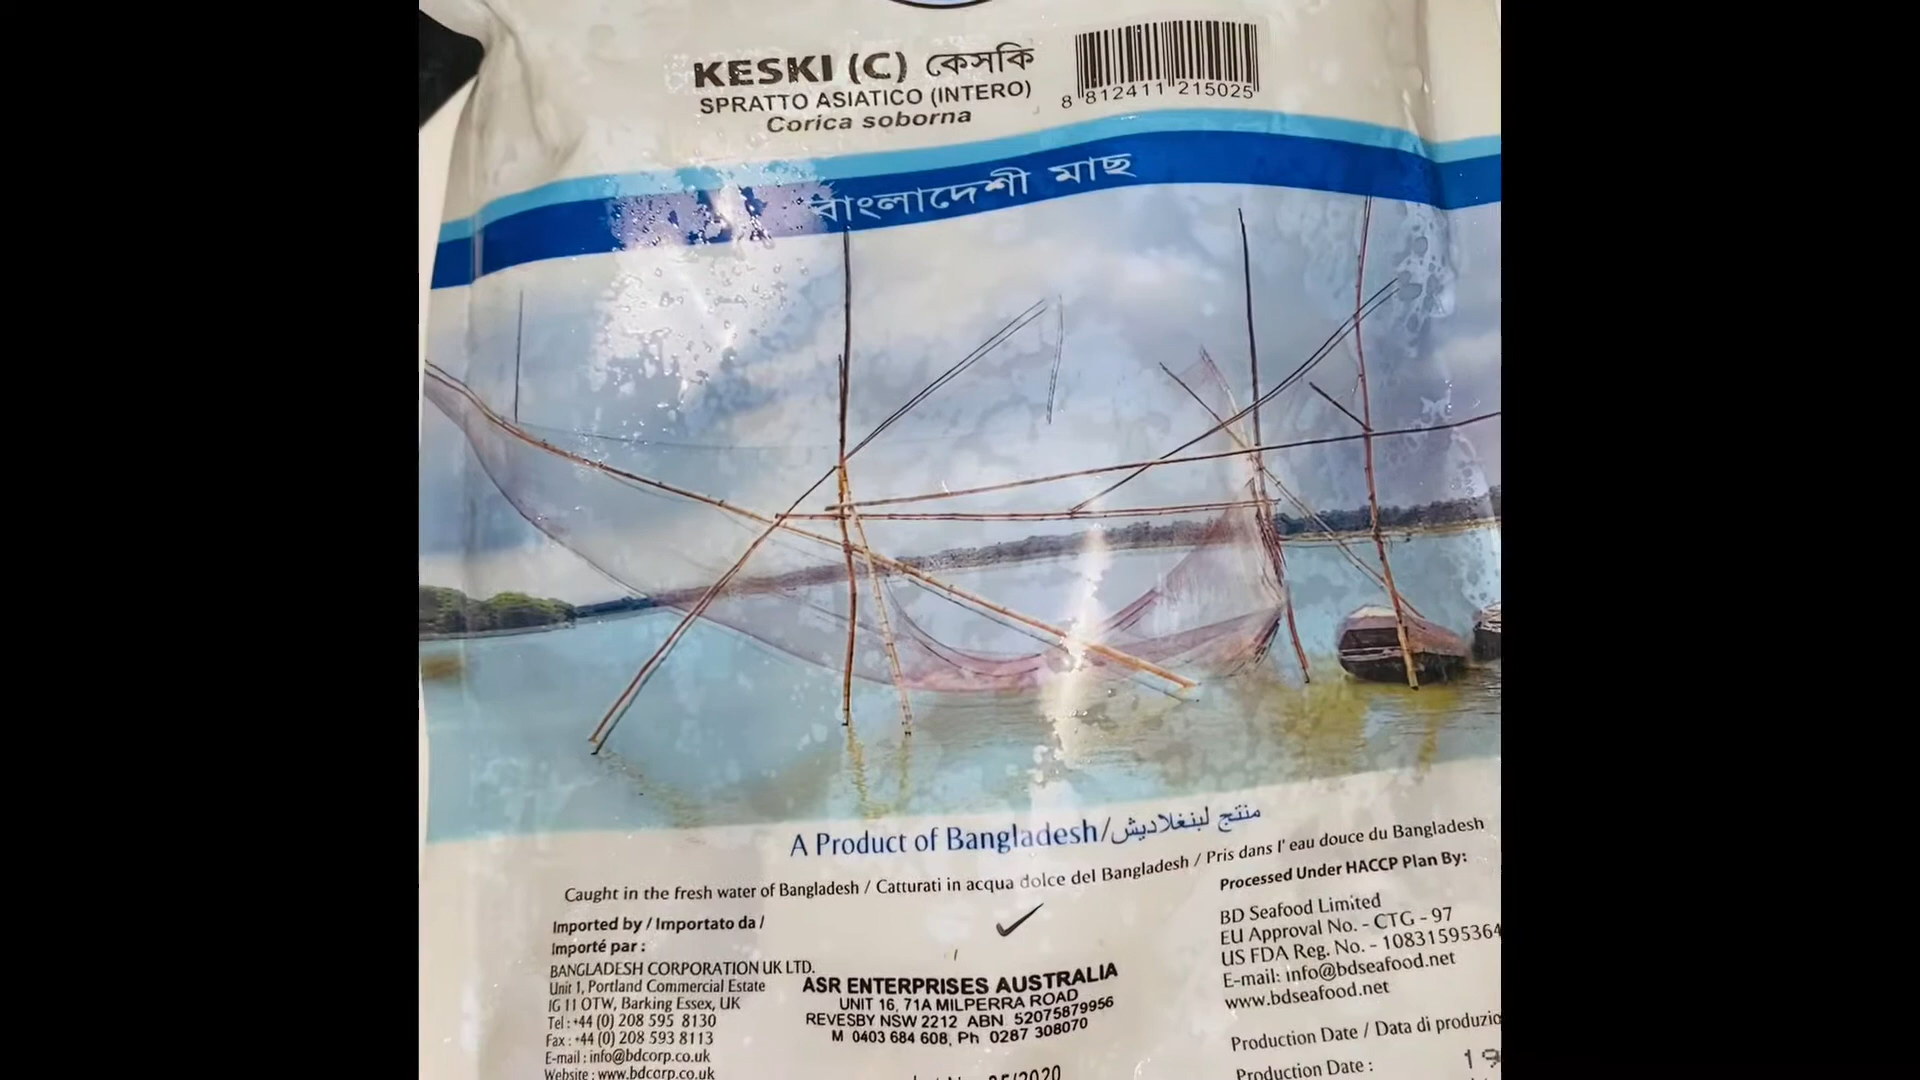 KESKI (C) কেসকি
SPRATTO ASIATICO (INTERO)
Corica soborna
8 812411 215025
বাংলাদেশী মাছ
A Product of Bangladesh/منتج لبنغلاديش
Caught in the fresh water of Bangladesh / Catturati in acqua dolce del Bangladesh / Pris dans l' eau douce du Bangladesh
Imported by / Importato da /
Importé par :
BANGLADESH CORPORATION UK LTD.
Unit 1, Portland Commercial Estate
IG 11 OTW, Barking Essex, UK
Tel : +44 (0) 208 595 8130
Fax : +44 (0) 208 593 8113
E-mail : info@bdcorp.co.uk
Website : www.bdcorp.co.uk
ASR ENTERPRISES AUSTRALIA
UNIT 16, 71A MILPERRA ROAD
REVESBY NSW 2212 ABN 52075879956
M 0403 684 608, Ph 0287 308070
Processed Under HACCP Plan By:
BD Seafood Limited
EU Approval No. - CTG - 97
US FDA Reg. No. - 10831595364
E-mail: info@bdseafood.net
www.bdseafood.net
Production Date / Data di
Production Date : 19